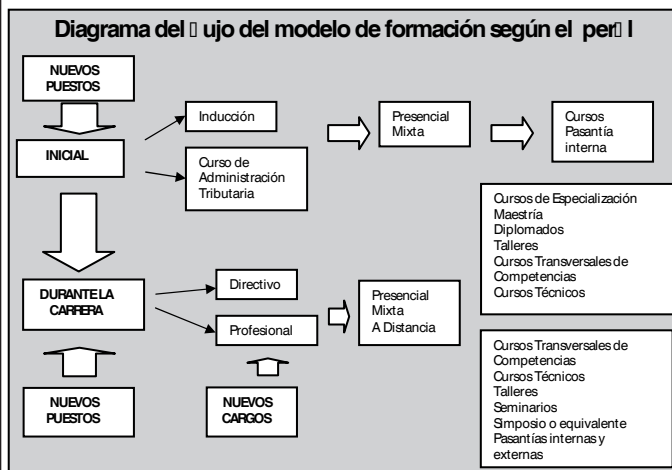 Diagrama del ujo del modelo de formación según el per l
NUEVOS
PUESTOS
INICIAL
Inducción
Curso de
Administración
Tributaria
Presencial
Mixta
Cursos
Pasantía
interna
Cursos de Especialización
Maestría
Diplomados
Talleres
Cursos Transversales de
Competencias
Cursos Técnicos
DURANTE LA
CARRERA
Directivo
Profesional
Presencial
Mixta
A Distancia
NUEVOS
PUESTOS
NUEVOS
CARGOS
Cursos Transversales de
Competencias
Cursos Técnicos
Talleres
Seminarios
Simposio o equivalente
Pasantías internas y
externas